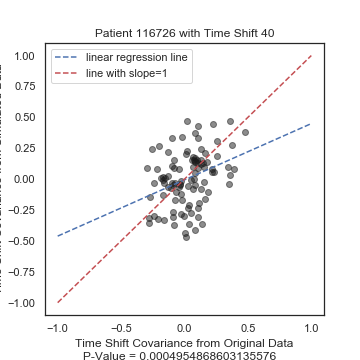 Patient 116726 with Time Shift 40
linear regression line
line with slope=1
1.00
0.75
0.50
0.25
0.00
−0.25
−0.50
−0.75
−1.00
−1.0 −0.5 0.0 0.5 1.0
Time Shift Covariance from Original Data
P-Value = 0.0004954868603135576